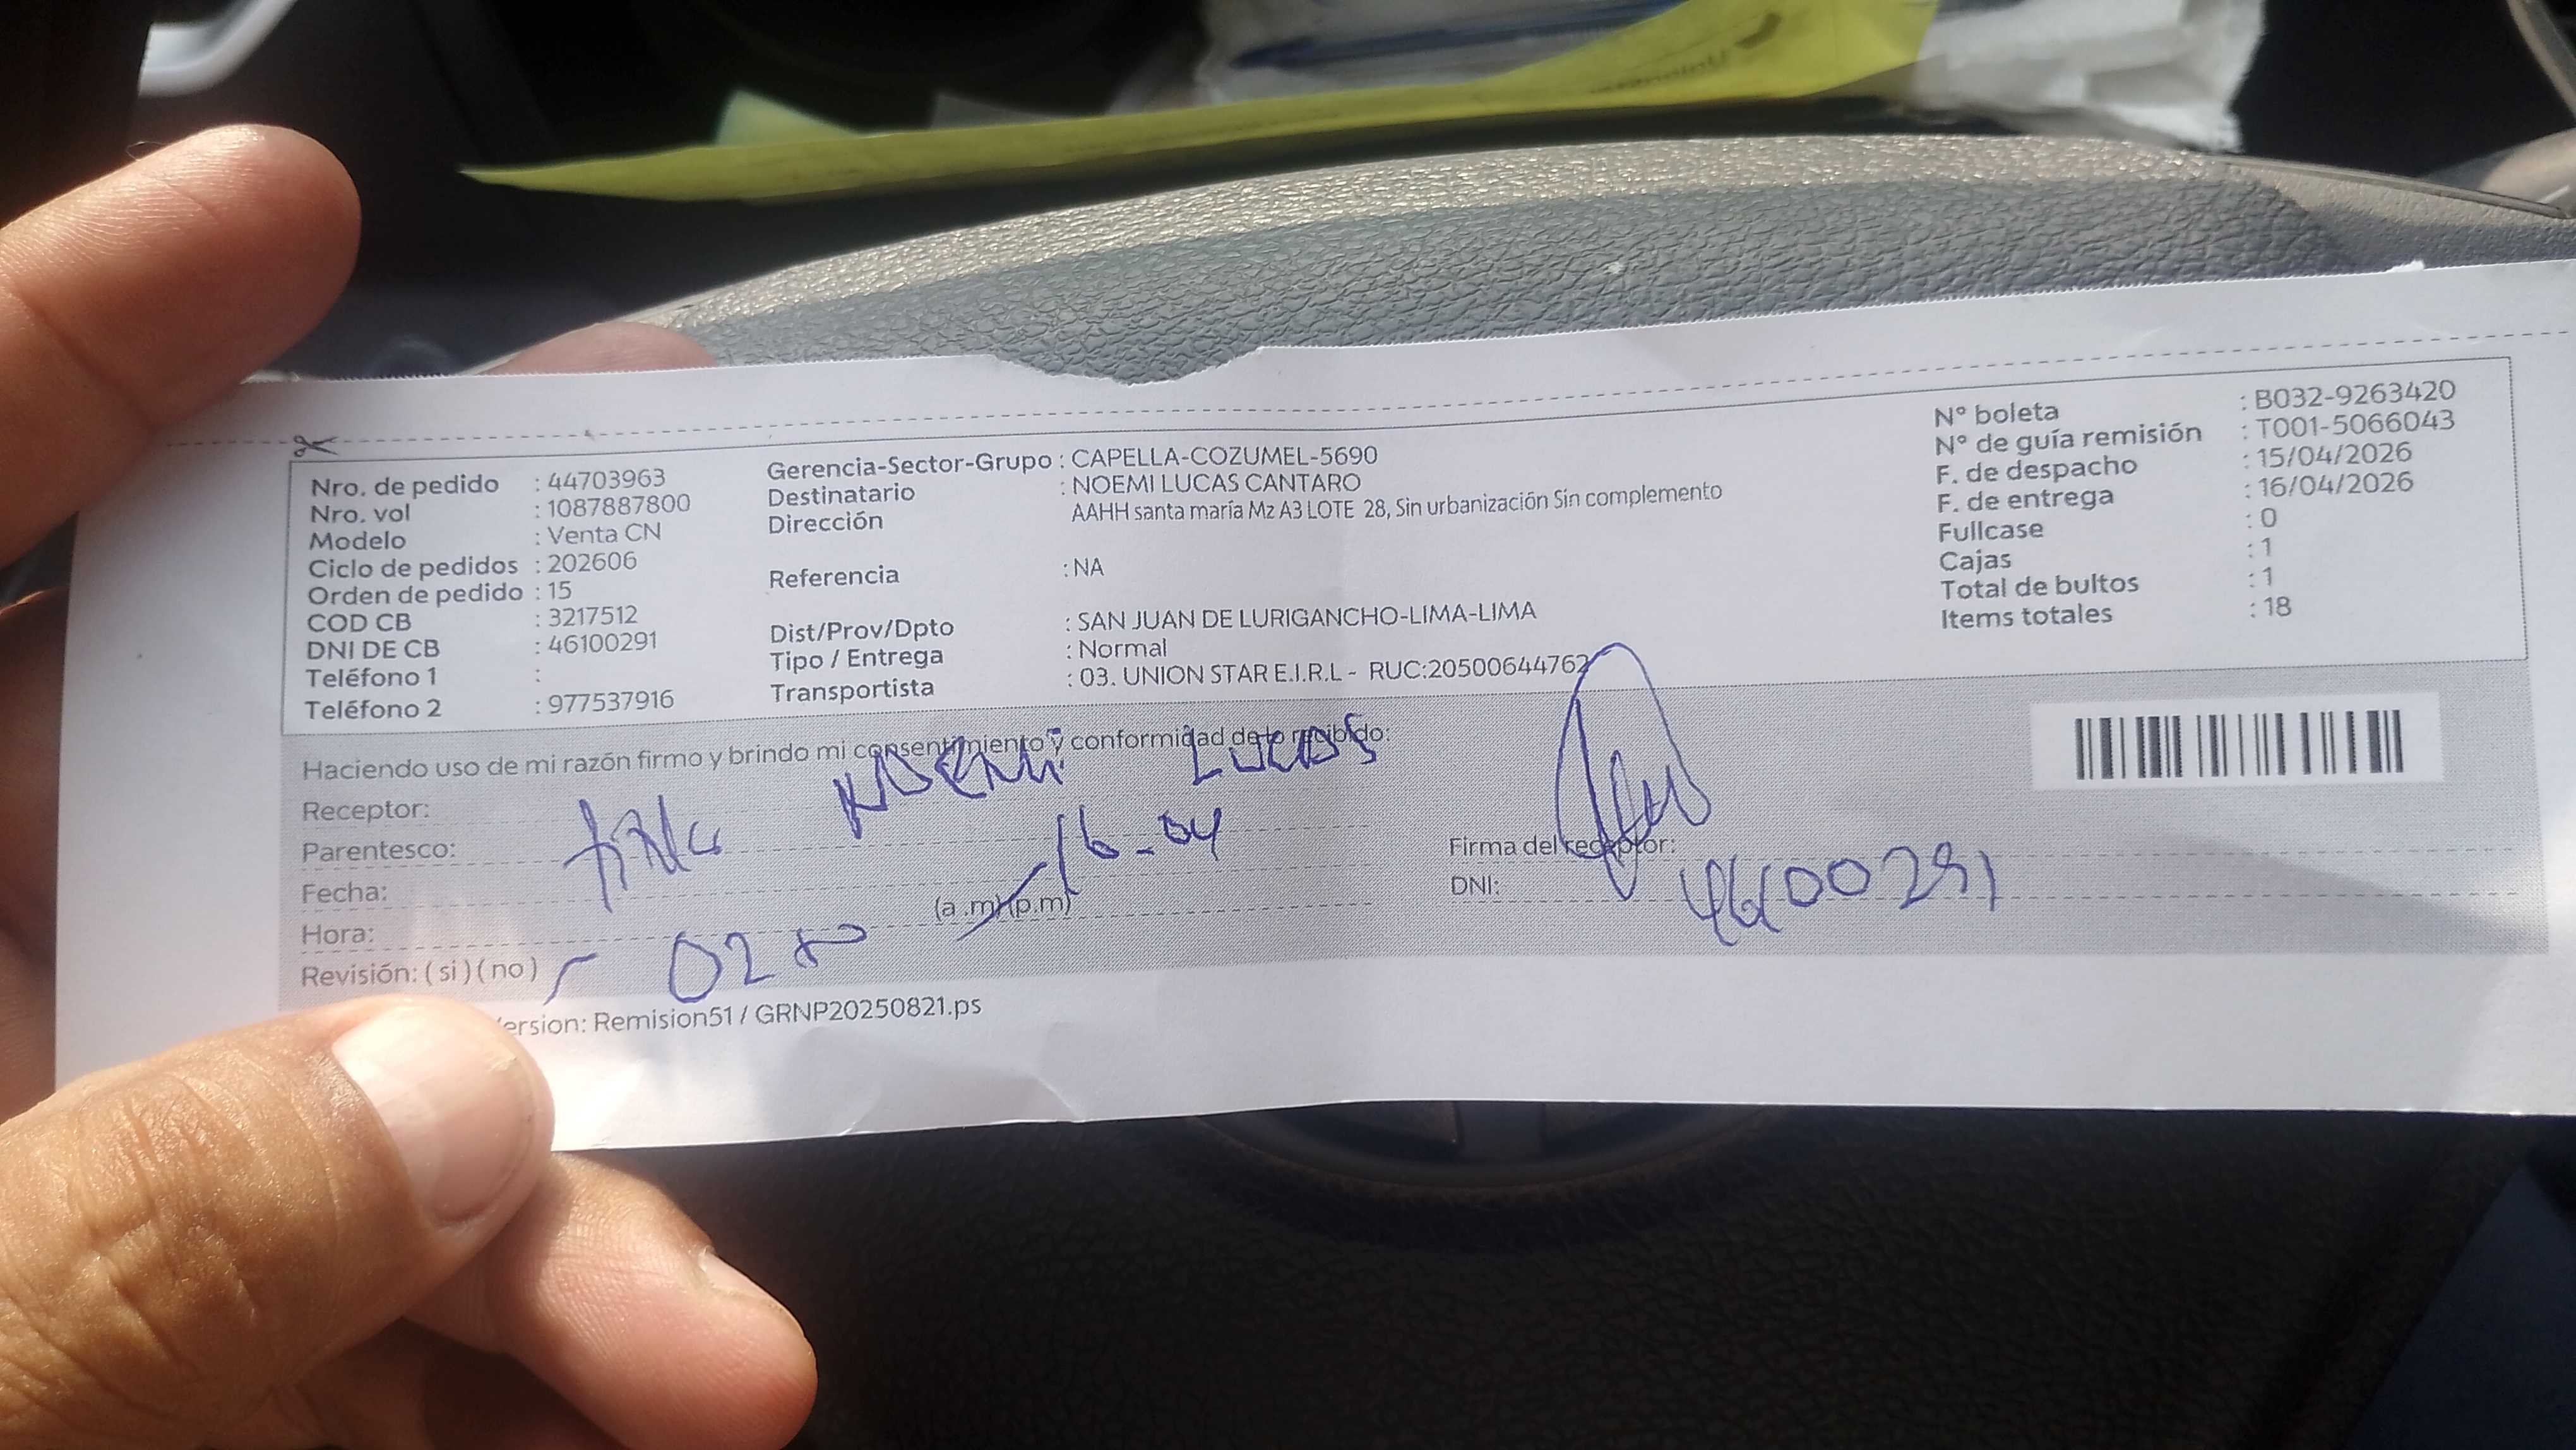 Nro. de pedido : 44703963
Nro. vol : 1087887800
Modelo : Venta CN
Ciclo de pedidos : 202606
Orden de pedido : 15
COD CB : 3217512
DNI DE CB : 46100291
Teléfono 1 :
Teléfono 2 : 977537916
Gerencia-Sector-Grupo : CAPELLA-COZUMEL-5690
Destinatario : NOEMI LUCAS CANTARO
Dirección AAHH santa maría Mz A3 LOTE 28, Sin urbanización Sin complemento
Referencia : NA
Dist/Prov/Dpto : SAN JUAN DE LURIGANCHO-LIMA-LIMA
Tipo / Entrega : Normal
Transportista : 03. UNION STAR E.I.R.L - RUC:20500644762
N° boleta : B032-9263420
N° de guía remisión : T001-5066043
F. de despacho : 15/04/2026
F. de entrega : 16/04/2026
Fullcase : 0
Cajas : 1
Total de bultos : 1
Items totales : 18
Haciendo uso de mi razón firmo y brindo mi consentimiento y conformidad de lo recibido:
Receptor: NOEMI LUCAS
Parentesco:
Fecha: 16-04
Hora: 02 (a .m) (p.m)
Revisión: ( si ) ( no )
Firma del receptor:
DNI: 46100291
ersion: Remision51 / GRNP20250821.ps